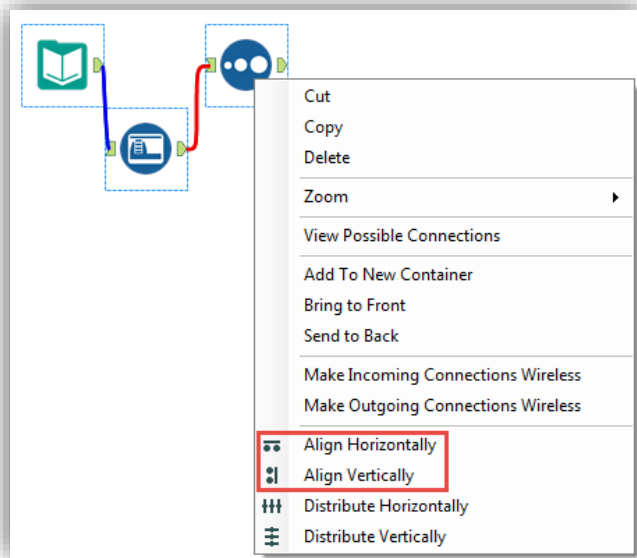 Cut
Copy
Delete
Zoom
View Possible Connections
Add To New Container
Bring to Front
Send to Back
Make Incoming Connections Wireless
Make Outgoing Connections Wireless
Align Horizontally
Align Vertically
Distribute Horizontally
Distribute Vertically